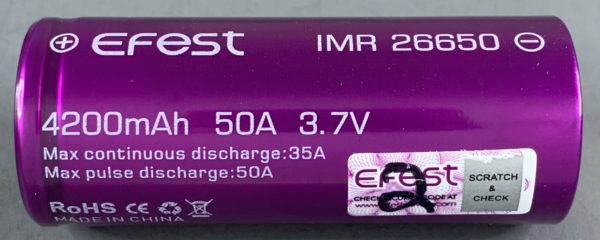 EFEST IMR 26650
4200mAh 50A 3.7V
Max continuous discharge:35A
Max pulse discharge:50A
RoHS CE
MADE IN CHINA
EFEST
SCRATCH
&
CHECK
2